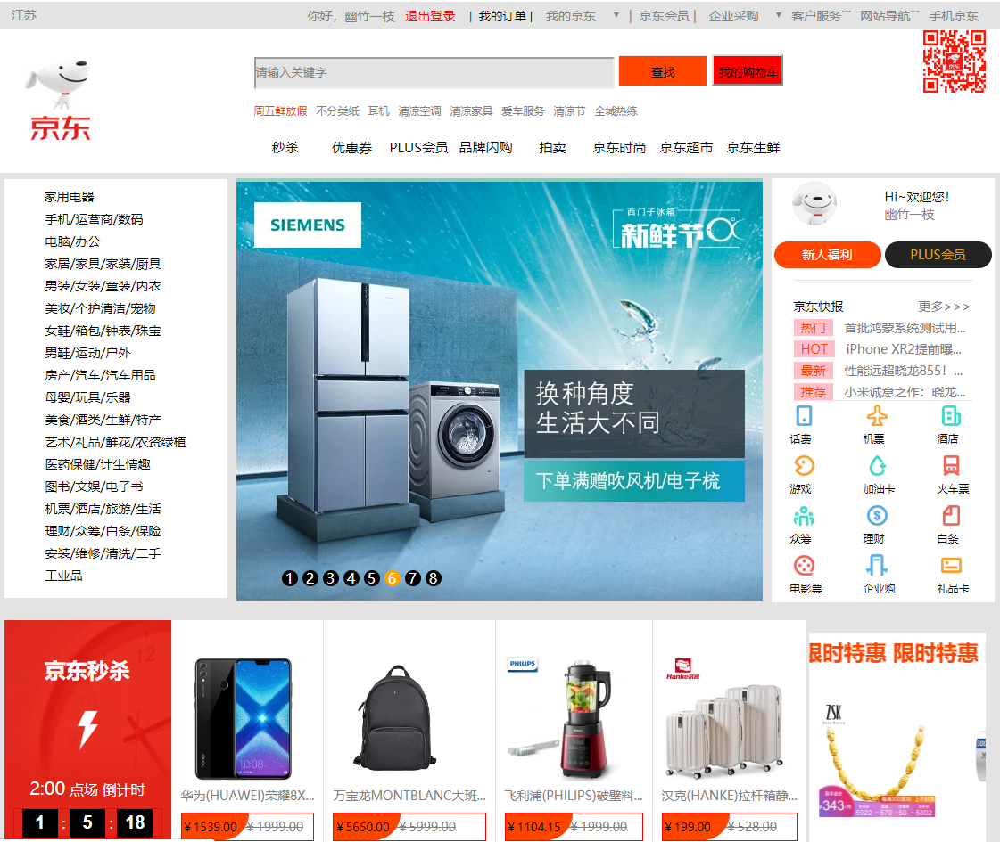 江苏
你好，幽竹一枝 退出登录 | 我的订单 | 我的京东 | 京东会员 | 企业采购 客户服务 网站导航 手机京东
京东
请输入关键字
查找
我的购物车
周五鲜放假 不分类纸 耳机 清凉空调 清凉家具 爱车服务 清凉节 全城热练
秒杀 优惠券 PLUS会员 品牌闪购 拍卖 京东时尚 京东超市 京东生鲜
家用电器
手机/运营商/数码
电脑/办公
家居/家具/家装/厨具
男装/女装/童装/内衣
美妆/个护清洁/宠物
女鞋/箱包/钟表/珠宝
男鞋/运动/户外
房产/汽车/汽车用品
母婴/玩具/乐器
美食/酒类/生鲜/特产
艺术/礼品/鲜花/农资绿植
医药保健/计生情趣
图书/文娱/电子书
机票/酒店/旅游/生活
理财/众筹/白条/保险
安装/维修/清洗/二手
工业品
SIEMENS
西门子冰箱
新鲜节
换种角度
生活大不同
下单满赠吹风机/电子梳
1 2 3 4 5 6 7 8
Hi~欢迎您!
幽竹一枝
新人福利 PLUS会员
京东快报 更多>>>
热门 首批鸿蒙系统测试用...
HOT iPhone XR2提前曝...
最新 性能远超晓龙855！...
推荐 小米诚意之作：晓龙...
话费 机票 酒店
游戏 加油卡 火车票
众筹 理财 白条
电影票 企业购 礼品卡
京东秒杀
2:00 点场 倒计时
1 : 5 : 18
honor
08:08
华为(HUAWEI)荣耀8X...
¥ 1539.00 ¥ 1999.00
万宝龙MONTBLANC大班...
¥ 5650.00 ¥ 5999.00
PHILIPS
飞利浦(PHILIPS)破壁料...
¥ 1104.15 ¥ 1999.00
Hanke汉客
汉克(HANKE)拉杆箱静...
¥ 199.00 ¥ 528.00
限时特惠 限时特惠
ZSK
343/克
5922 -570 -50 =5302
300